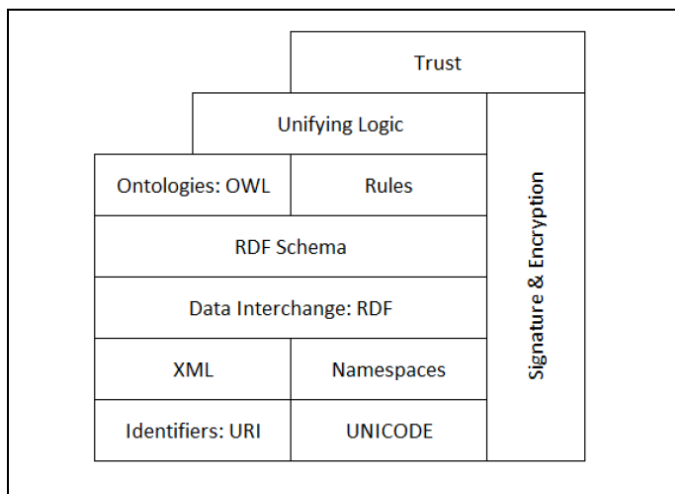 Trust
Unifying Logic
Ontologies: OWL
Rules
RDF Schema
Data Interchange: RDF
XML
Namespaces
Identifiers: URI
UNICODE
Signature & Encryption